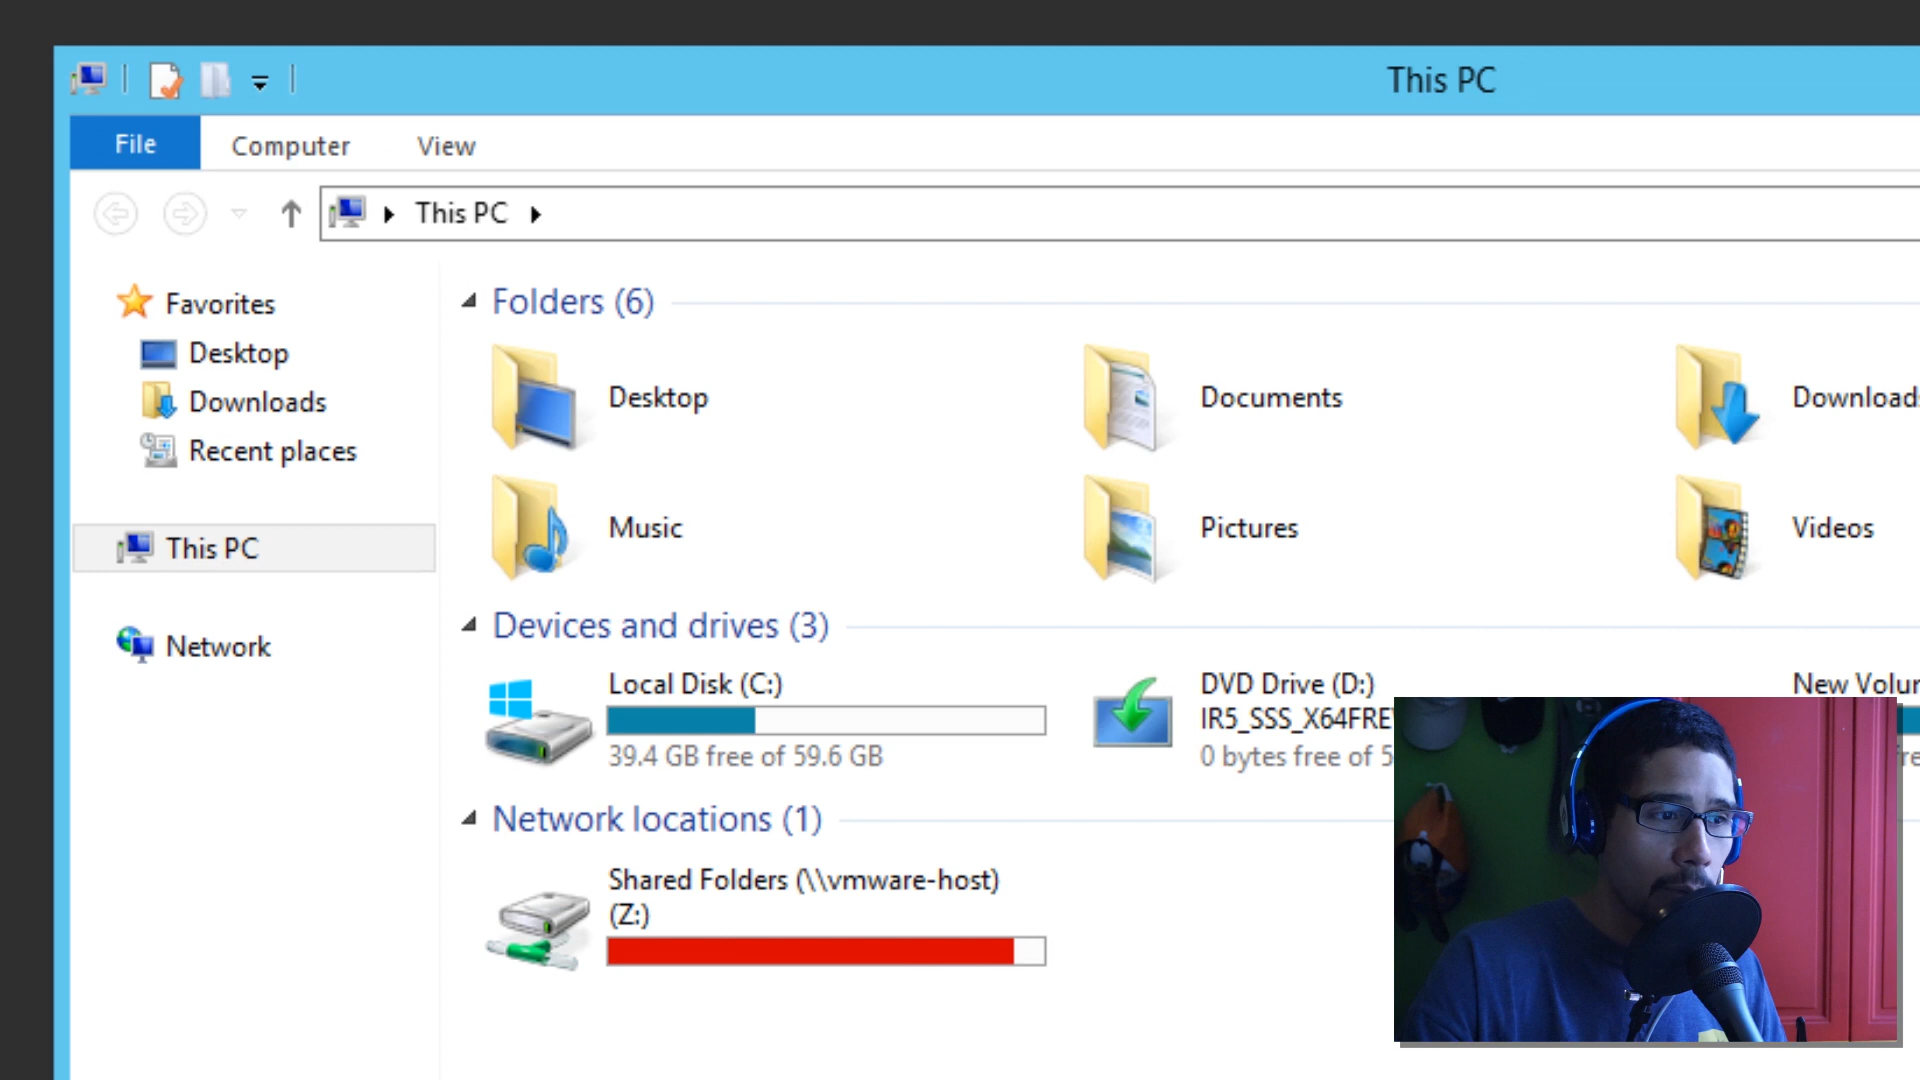 This PC
File
Computer
View
This PC
Favorites
Desktop
Downloads
Recent places
This PC
Network
Folders (6)
Desktop
Documents
Music
Pictures
Videos
Devices and drives (3)
Local Disk (C:)
39.4 GB free of 59.6 GB
DVD Drive (D:)
IR5_SSS_X64FRE
0 bytes free of 5
New
Network locations (1)
Shared Folders (\\vmware-host)
(Z:)